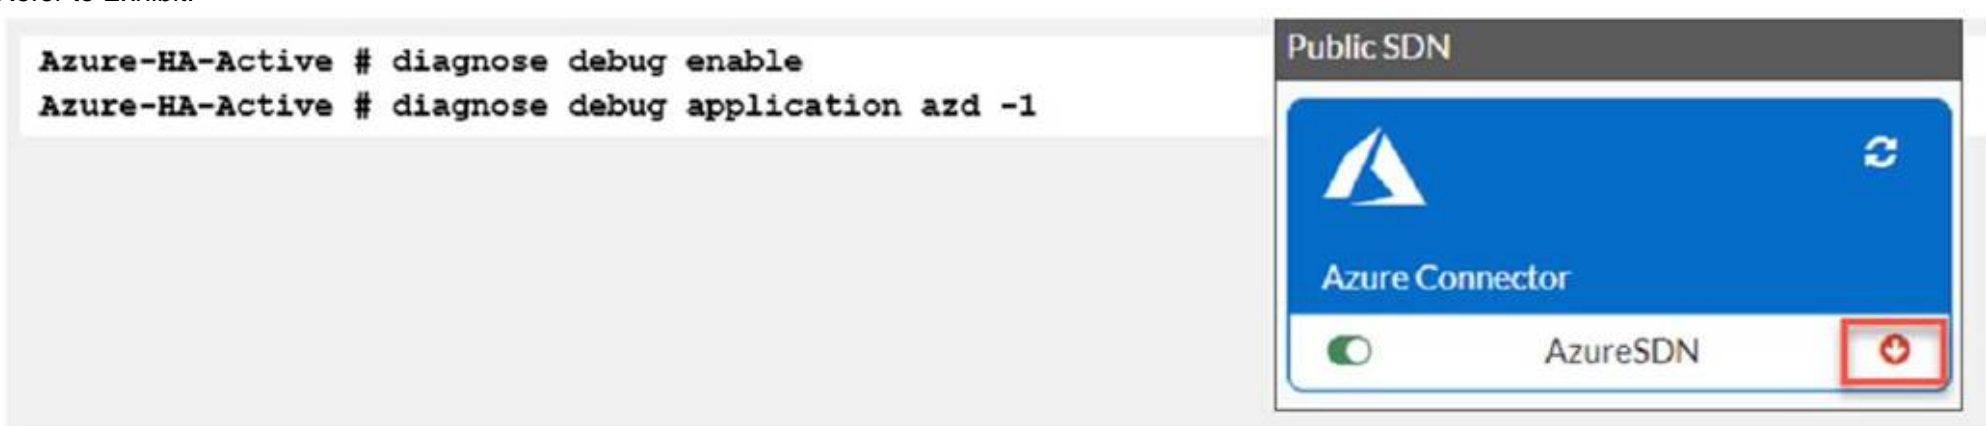 Azure-HA-Active # diagnose debug enable
Azure-HA-Active # diagnose debug application azd -1
Public SDN
Azure Connector
AzureSDN